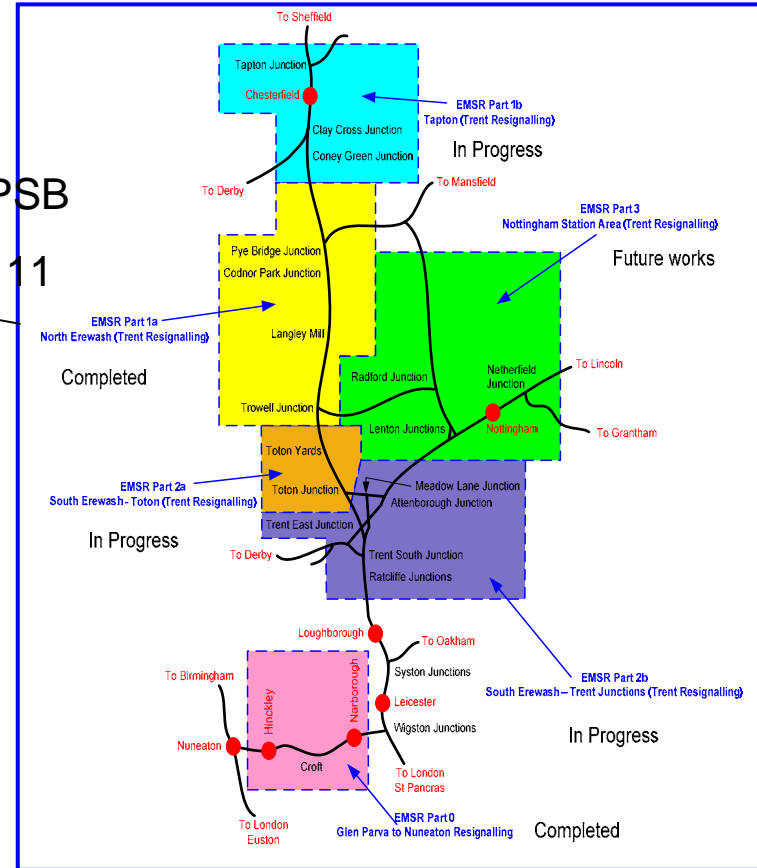 To Sheffield
Tapton Junction
Chesterfield
EMSR Part 1b
Tapton (Trent Resignalling)
Clay Cross Junction
In Progress
Coney Green Junction
To Derby
To Mansfield
PSB
EMSR Part 3
Nottingham Station Area (Trent Resignalling)
Pye Bridge Junction
Future works
11
Codnor Park Junction
EMSR Part 1a
North Erewash (Trent Resignalling)
Langley Mill
Completed
Radford Junction
Netherfield
Junction
To Lincoln
Trowell Junction
Lenton Junctions
Nottingham
To Grantham
Toton Yards
EMSR Part 2a
South Erewash - Toton (Trent Resignalling)
Meadow Lane Junction
Toton Junction
Attenborough Junction
Trent East Junction
In Progress
To Derby
Trent South Junction
Ratcliffe Junctions
Loughborough
To Oakham
Syston Junctions
To Birmingham
Hinckley
Narborough
EMSR Part 2b
South Erewash – Trent Junctions (Trent Resignalling)
Leicester
Wigston Junctions
In Progress
Nuneaton
Croft
To London
St Pancras
To London
Euston
EMSR Part 0
Glen Parva to Nuneaton Resignalling
Completed